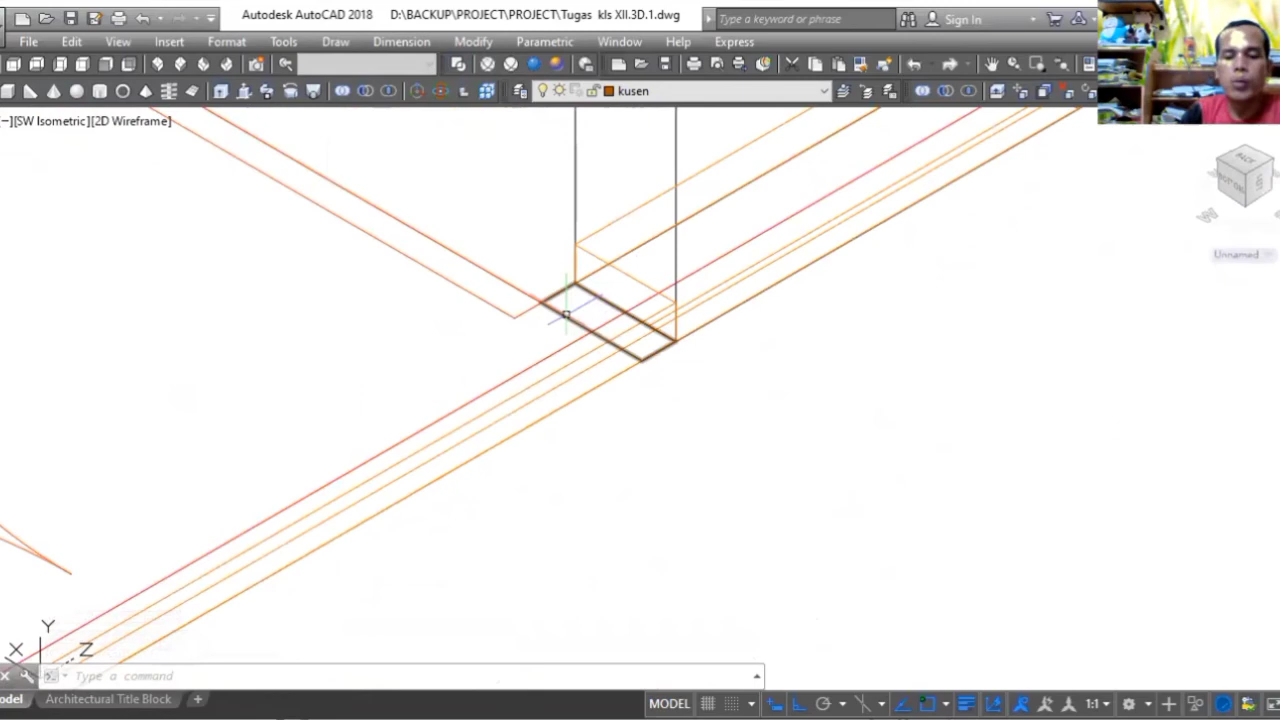 Autodesk AutoCAD 2018 D:\BACKUP\PROJECT\PROJECT\Tugas kls XII.3D.1.dwg
Type a keyword or phrase
Sign In
File Edit View Insert Format Tools Draw Dimension Modify Parametric Window Help Express
kusen
[−][SW Isometric][2D Wireframe]
BACK
BOTTOM
W
Unnamed
Y
X
Z
Type a command
odel Architectural Title Block +
MODEL
1:1